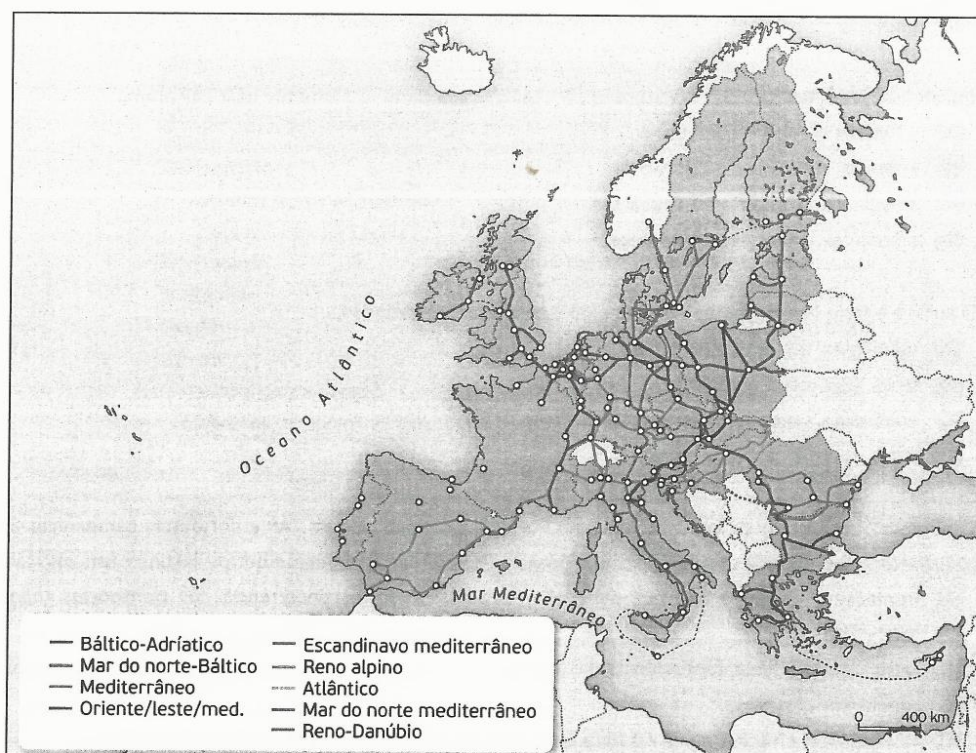 Oceano Atlântico
Mar Mediterrâneo
Báltico-Adríatico
Mar do norte-Báltico
Mediterrâneo
Oriente/leste/med.
Escandinavo mediterrâneo
Reno alpino
Atlântico
Mar do norte mediterrâneo
Reno-Danúbio
0 400 km